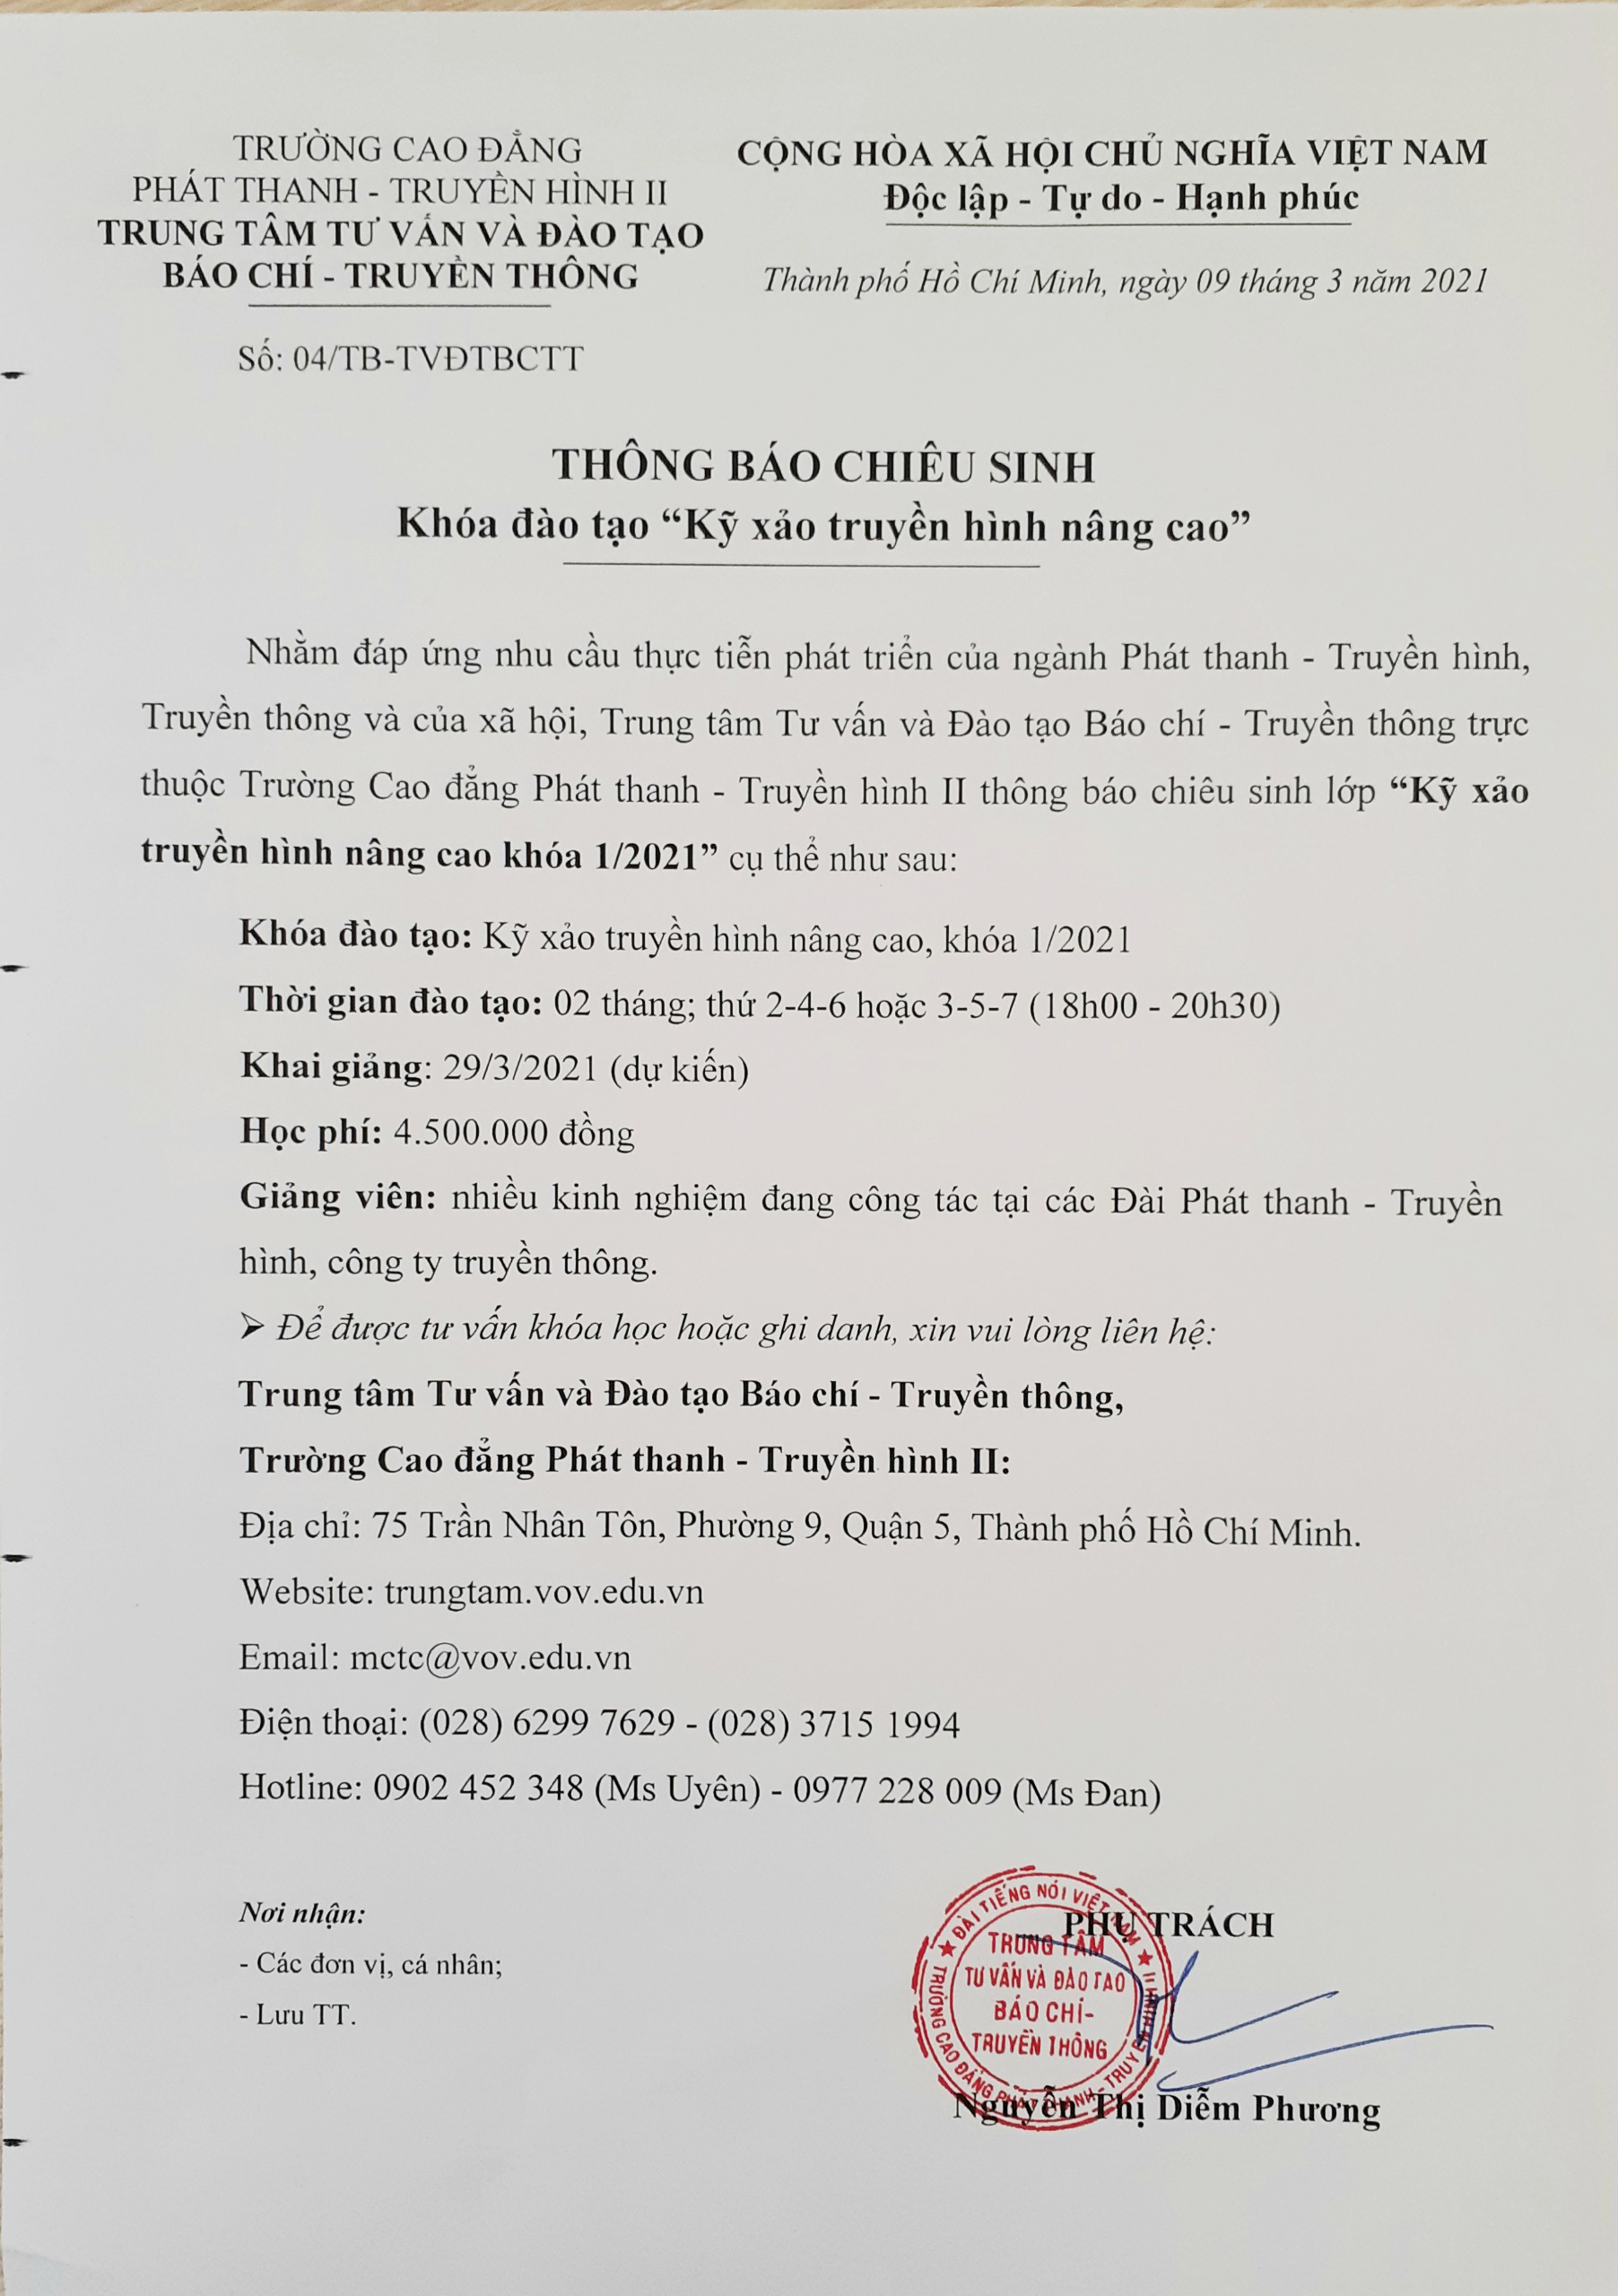 TRƯỜNG CAO ĐẲNG
PHÁT THANH - TRUYỀN HÌNH II
TRUNG TÂM TƯ VẤN VÀ ĐÀO TẠO
BÁO CHÍ - TRUYỀN THÔNG
Số: 04/TB-TVĐTBCTT
CỘNG HÒA XÃ HỘI CHỦ NGHĨA VIỆT NAM
Độc lập - Tự do - Hạnh phúc
Thành phố Hồ Chí Minh, ngày 09 tháng 3 năm 2021
THÔNG BÁO CHIÊU SINH
Khóa đào tạo “Kỹ xảo truyền hình nâng cao”
Nhằm đáp ứng nhu cầu thực tiễn phát triển của ngành Phát thanh - Truyền hình,
Truyền thông và của xã hội, Trung tâm Tư vấn và Đào tạo Báo chí - Truyền thông trực
thuộc Trường Cao đẳng Phát thanh - Truyền hình II thông báo chiêu sinh lớp “Kỹ xảo
truyền hình nâng cao khóa 1/2021” cụ thể như sau:
Khóa đào tạo: Kỹ xảo truyền hình nâng cao, khóa 1/2021
Thời gian đào tạo: 02 tháng; thứ 2-4-6 hoặc 3-5-7 (18h00 - 20h30)
Khai giảng: 29/3/2021 (dự kiến)
Học phí: 4.500.000 đồng
Giảng viên: nhiều kinh nghiệm đang công tác tại các Đài Phát thanh - Truyền
hình, công ty truyền thông.
➢ Để được tư vấn khóa học hoặc ghi danh, xin vui lòng liên hệ:
Trung tâm Tư vấn và Đào tạo Báo chí - Truyền thông,
Trường Cao đẳng Phát thanh - Truyền hình II:
Địa chỉ: 75 Trần Nhân Tôn, Phường 9, Quận 5, Thành phố Hồ Chí Minh.
Website: trungtam.vov.edu.vn
Email: mctc@vov.edu.vn
Điện thoại: (028) 6299 7629 - (028) 3715 1994
Hotline: 0902 452 348 (Ms Uyên) - 0977 228 009 (Ms Đan)
Nơi nhận:
- Các đơn vị, cá nhân;
- Lưu TT.
PHỤ TRÁCH
ĐÀI TIẾNG NÓI VIỆT NAM
TRƯỜNG CAO ĐẲNG PHÁT THANH - TRUYỀN HÌNH II
TRUNG TÂM
TƯ VẤN VÀ ĐÀO TẠO
BÁO CHÍ-
TRUYỀN THÔNG
Nguyễn Thị Diễm Phương